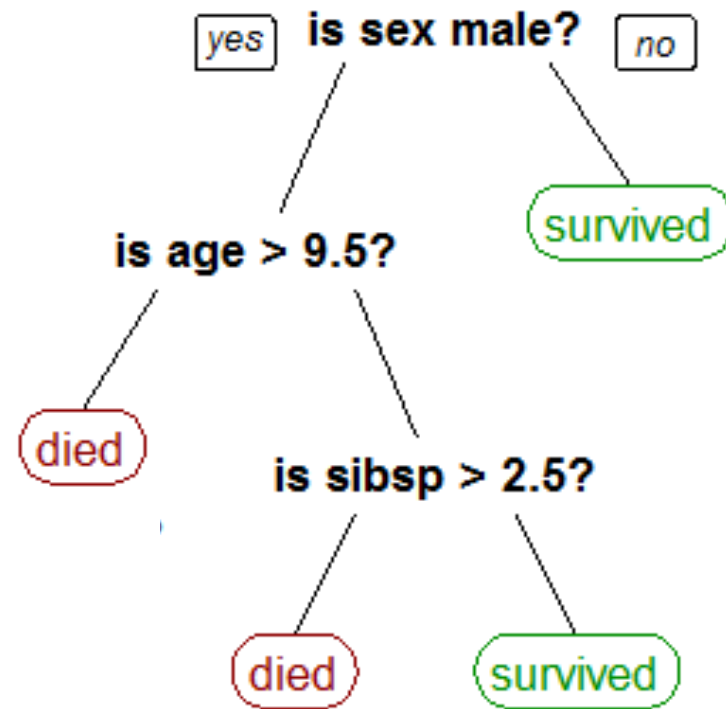 yes is sex male? no
survived
is age > 9.5?
died
is sibsp > 2.5?
died survived